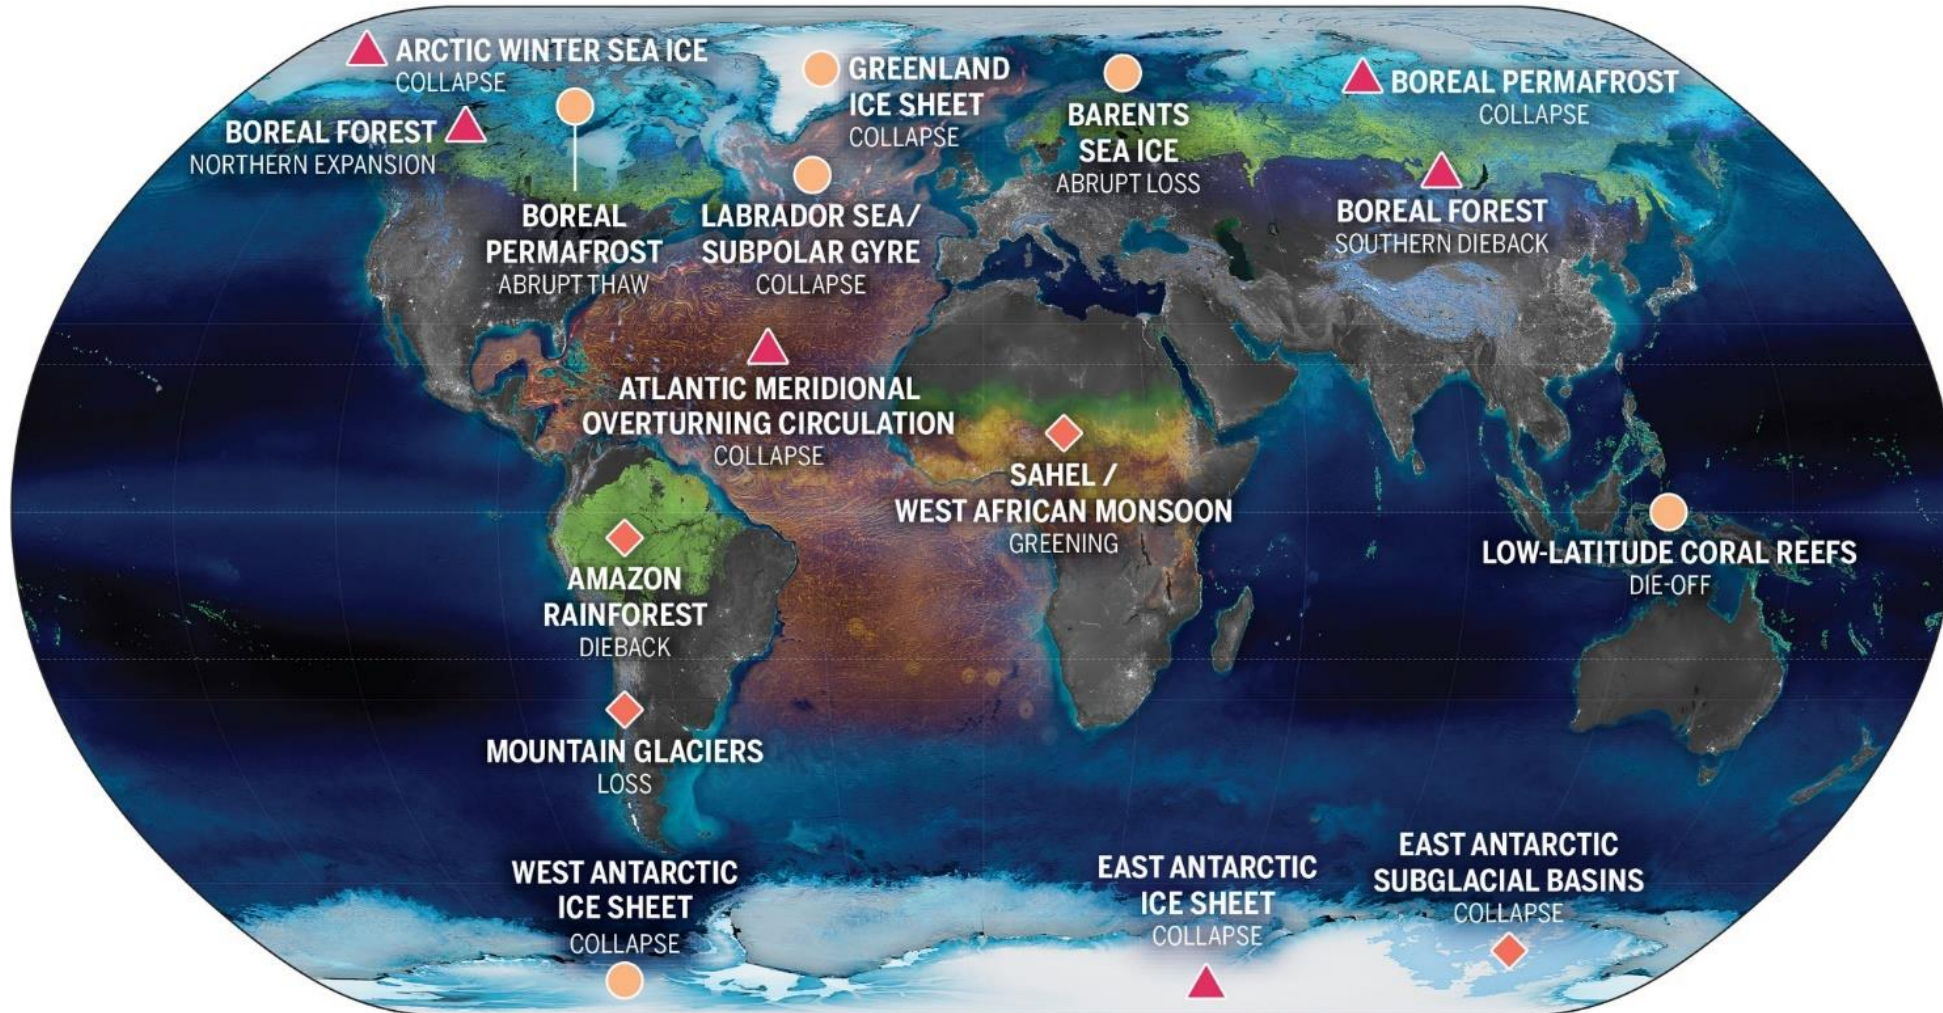 ARCTIC WINTER SEA ICE
COLLAPSE
BOREAL FOREST
NORTHERN EXPANSION
BOREAL
PERMAFROST
ABRUPT THAW
GREENLAND
ICE SHEET
COLLAPSE
LABRADOR SEA/
SUBPOLAR GYRE
COLLAPSE
BARENTS
SEA ICE
ABRUPT LOSS
BOREAL PERMAFROST
COLLAPSE
BOREAL FOREST
SOUTHERN DIEBACK
ATLANTIC MERIDIONAL
OVERTURNING CIRCULATION
COLLAPSE
SAHEL /
WEST AFRICAN MONSOON
GREENING
LOW-LATITUDE CORAL REEFS
DIE-OFF
AMAZON
RAINFOREST
DIEBACK
MOUNTAIN GLACIERS
LOSS
WEST ANTARCTIC
ICE SHEET
COLLAPSE
EAST ANTARCTIC
ICE SHEET
COLLAPSE
EAST ANTARCTIC
SUBGLACIAL BASINS
COLLAPSE